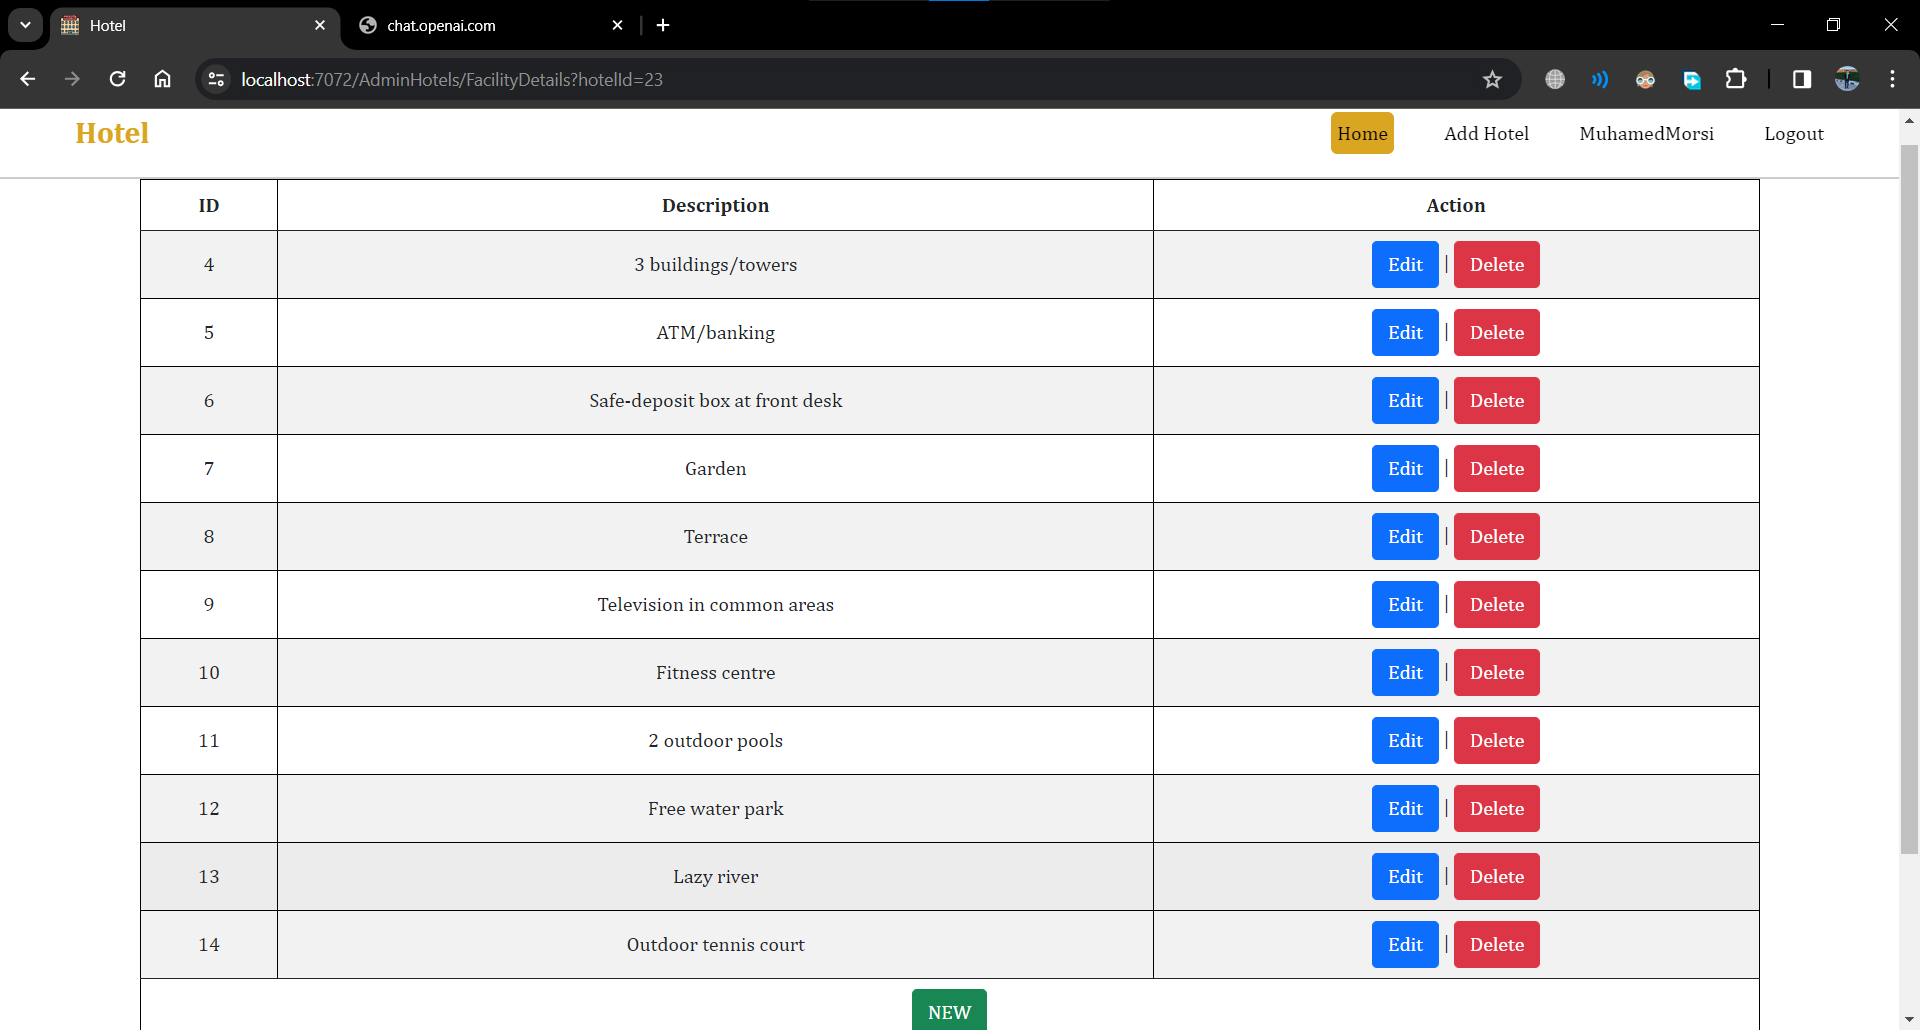 Hotel
chat.openai.com
localhost:7072/AdminHotels/FacilityDetails?hotelId=23
Hotel
Home
Add Hotel
MuhamedMorsi
Logout
ID Description Action
4 3 buildings/towers Edit | Delete
5 ATM/banking Edit | Delete
6 Safe-deposit box at front desk Edit | Delete
7 Garden Edit | Delete
8 Terrace Edit | Delete
9 Television in common areas Edit | Delete
10 Fitness centre Edit | Delete
11 2 outdoor pools Edit | Delete
12 Free water park Edit | Delete
13 Lazy river Edit | Delete
14 Outdoor tennis court Edit | Delete
NEW